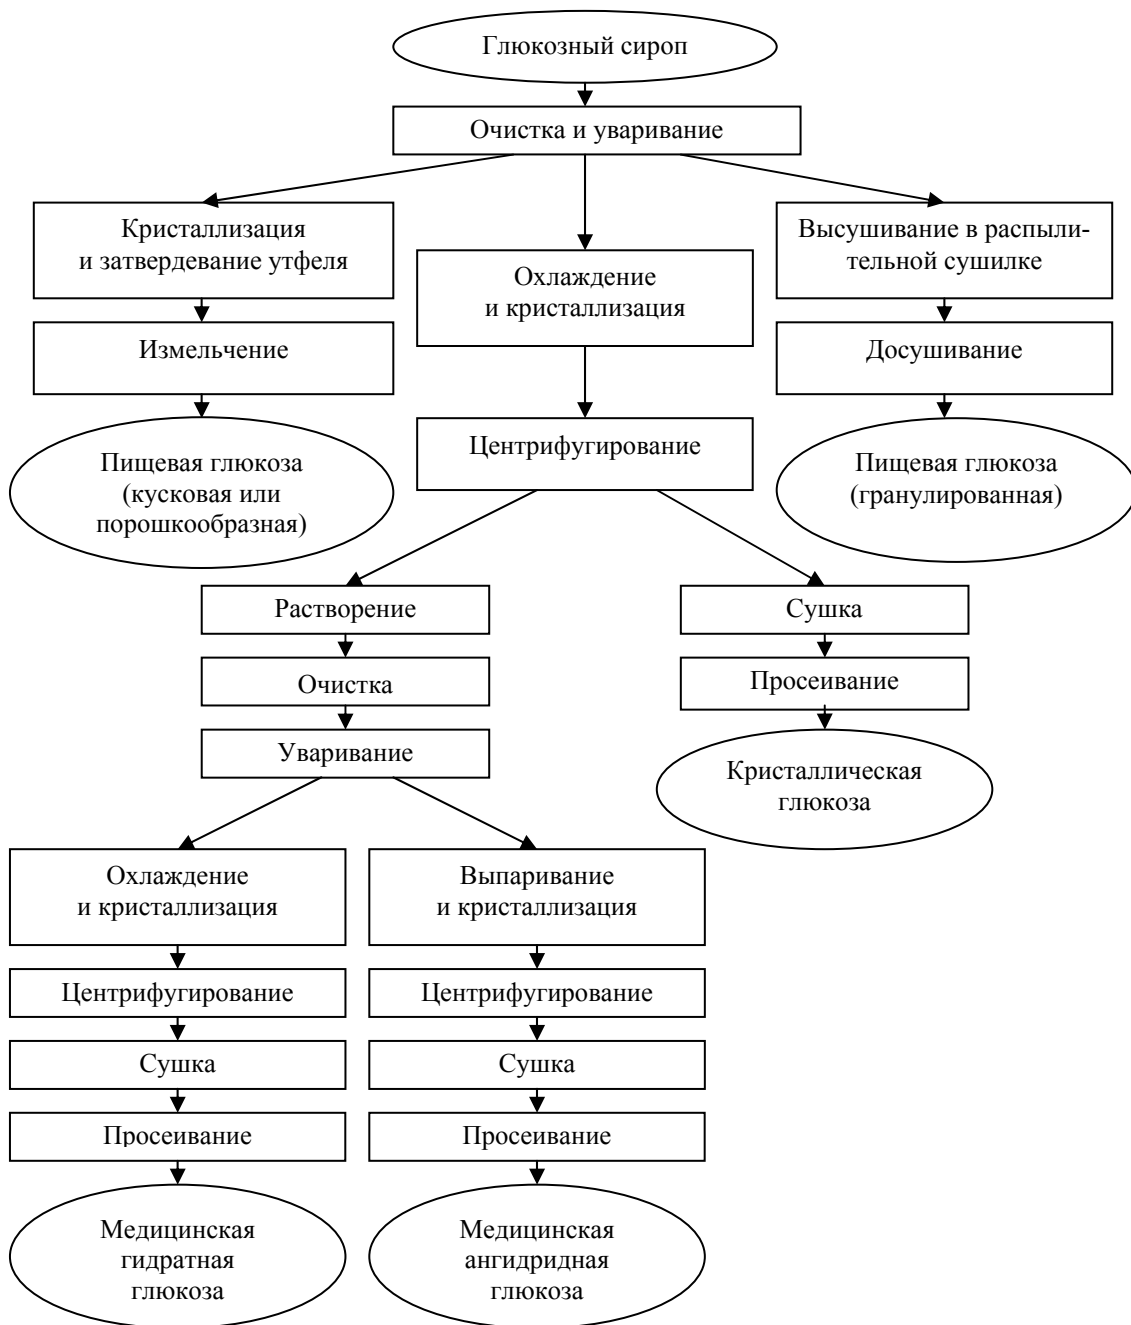 Глюкозный сироп
Очистка и уваривание
Кристаллизация
и затвердевание утфеля
Охлаждение
и кристаллизация
Высушивание в распыли-
тельной сушилке
Измельчение
Досушивание
Центрифугирование
Пищевая глюкоза
(кусковая или
порошкообразная)
Пищевая глюкоза
(гранулированная)
Растворение
Сушка
Очистка
Просеивание
Уваривание
Кристаллическая
глюкоза
Охлаждение
и кристаллизация
Выпаривание
и кристаллизация
Центрифугирование
Центрифугирование
Сушка
Сушка
Просеивание
Просеивание
Медицинская
гидратная
глюкоза
Медицинская
ангидридная
глюкоза